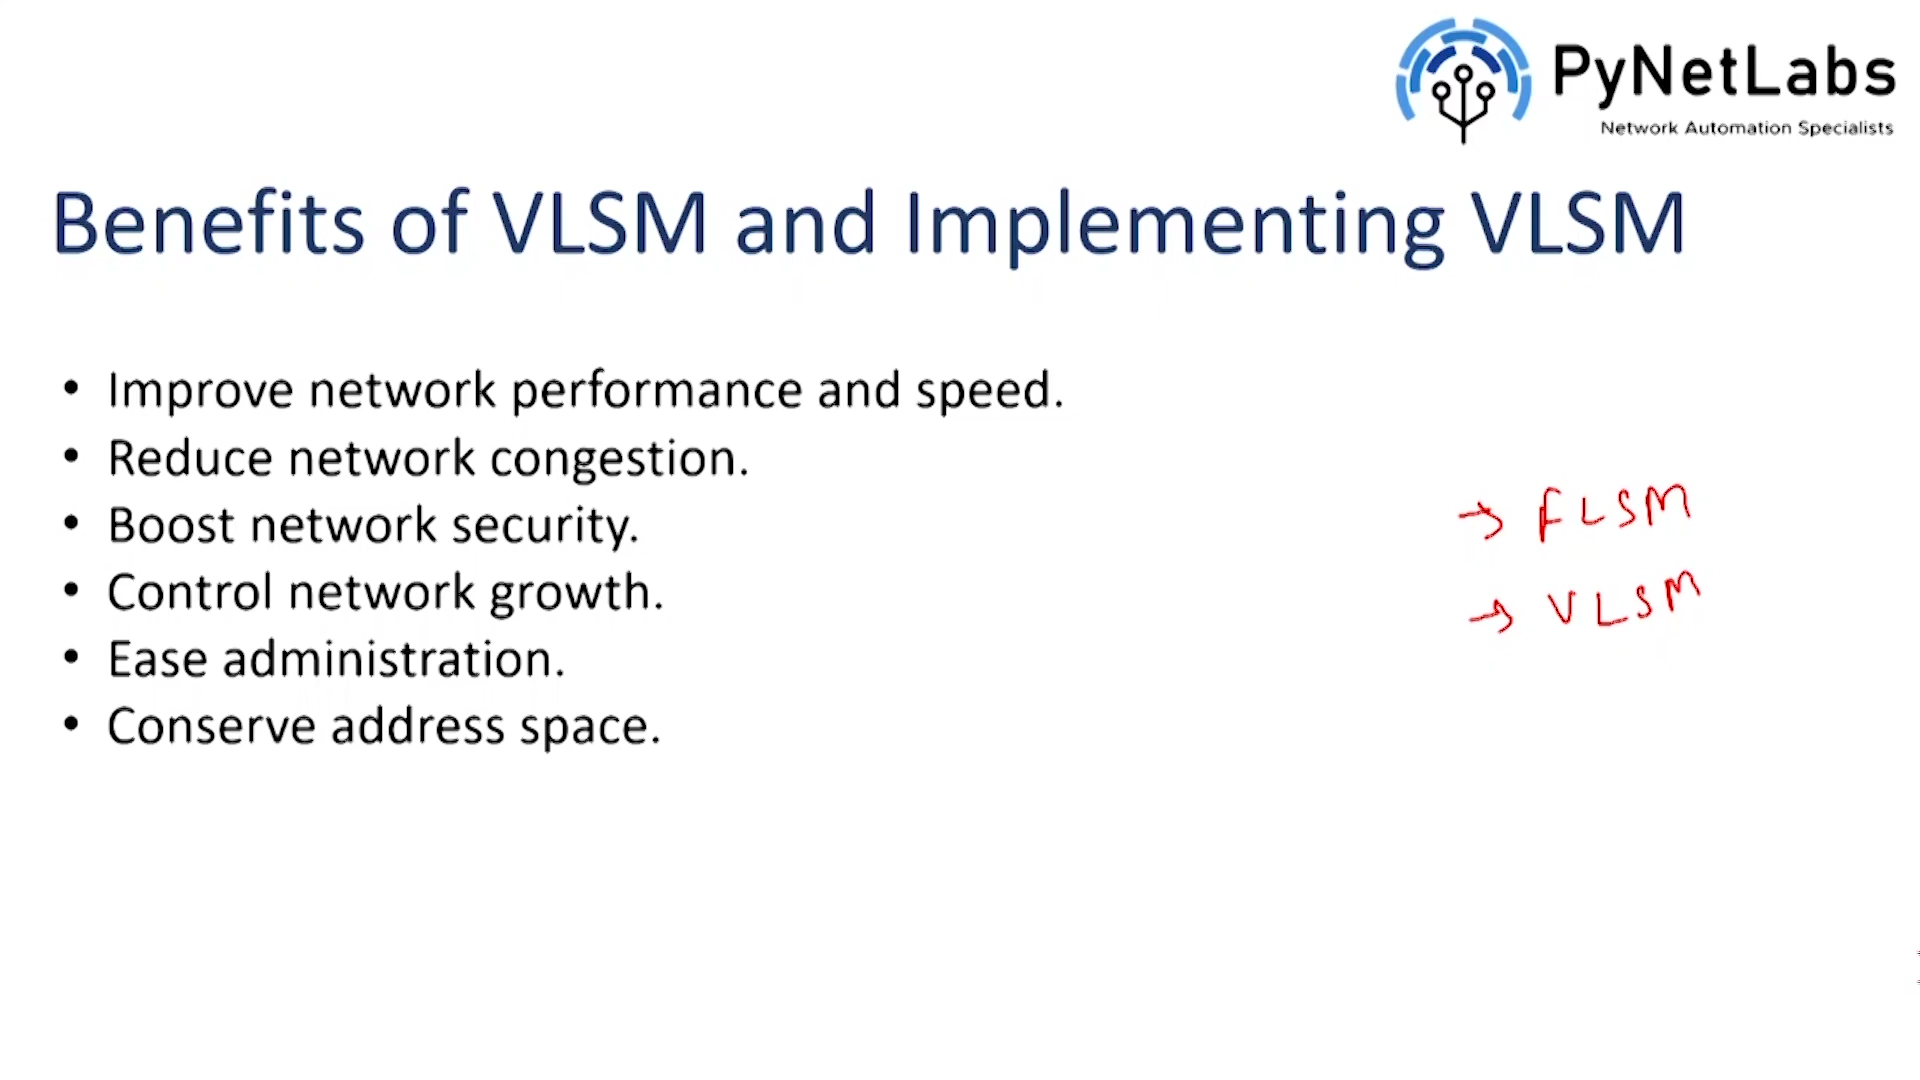 PyNetLabs
Network Automation Specialists
Benefits of VLSM and Implementing VLSM
• Improve network performance and speed.
• Reduce network congestion.
• Boost network security.
• Control network growth.
• Ease administration.
• Conserve address space.
→ FLSM
→ VLSM